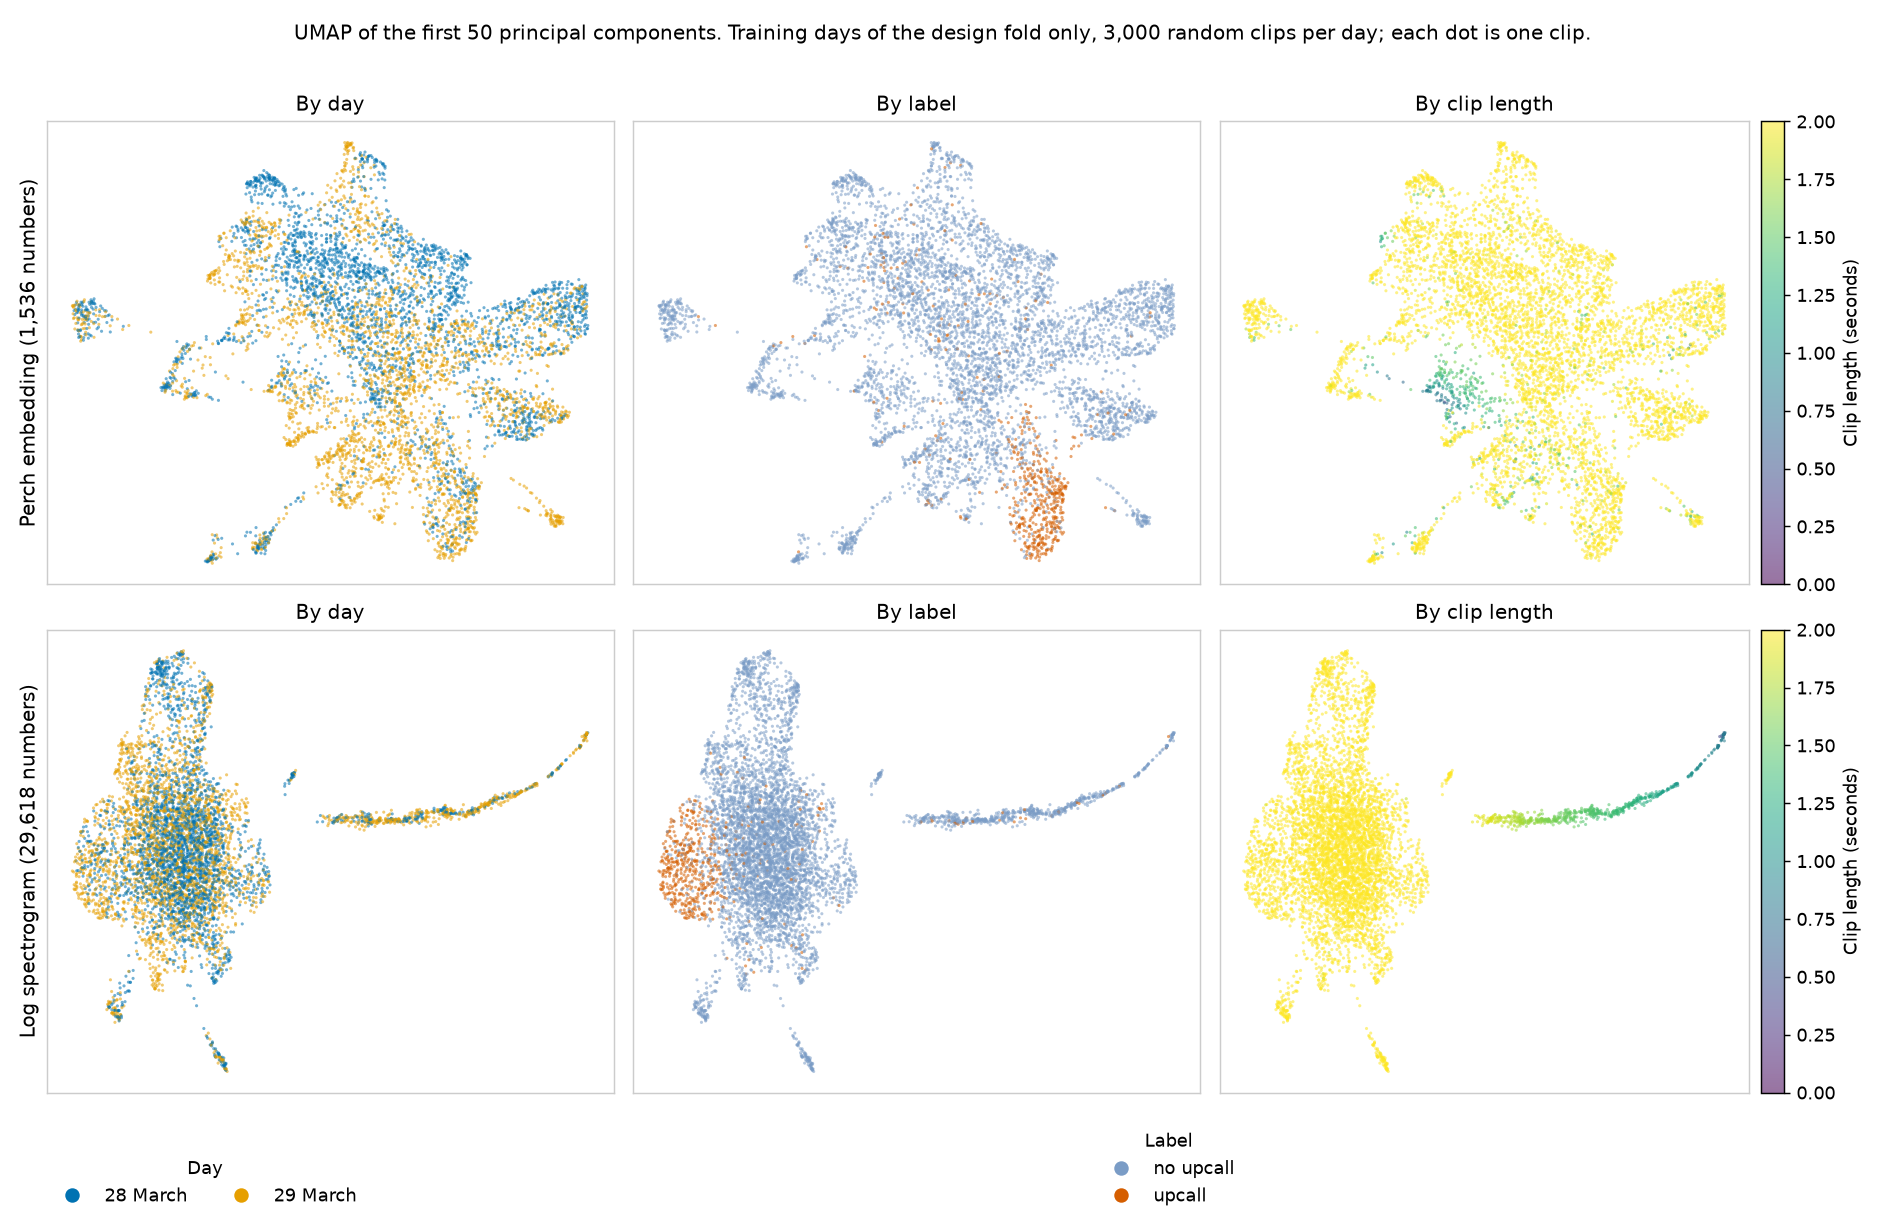 UMAP of the first 50 principal components. Training days of the design fold only, 3,000 random clips per day; each dot is one clip.
By day
By label
By clip length
Perch embedding (1,536 numbers)
2.00
1.75
1.50
1.25
1.00
0.75
0.50
0.25
0.00
Clip length (seconds)
By day
By label
By clip length
Log spectrogram (29,618 numbers)
2.00
1.75
1.50
1.25
1.00
0.75
0.50
0.25
0.00
Clip length (seconds)
Day
28 March
29 March
Label
no upcall
upcall